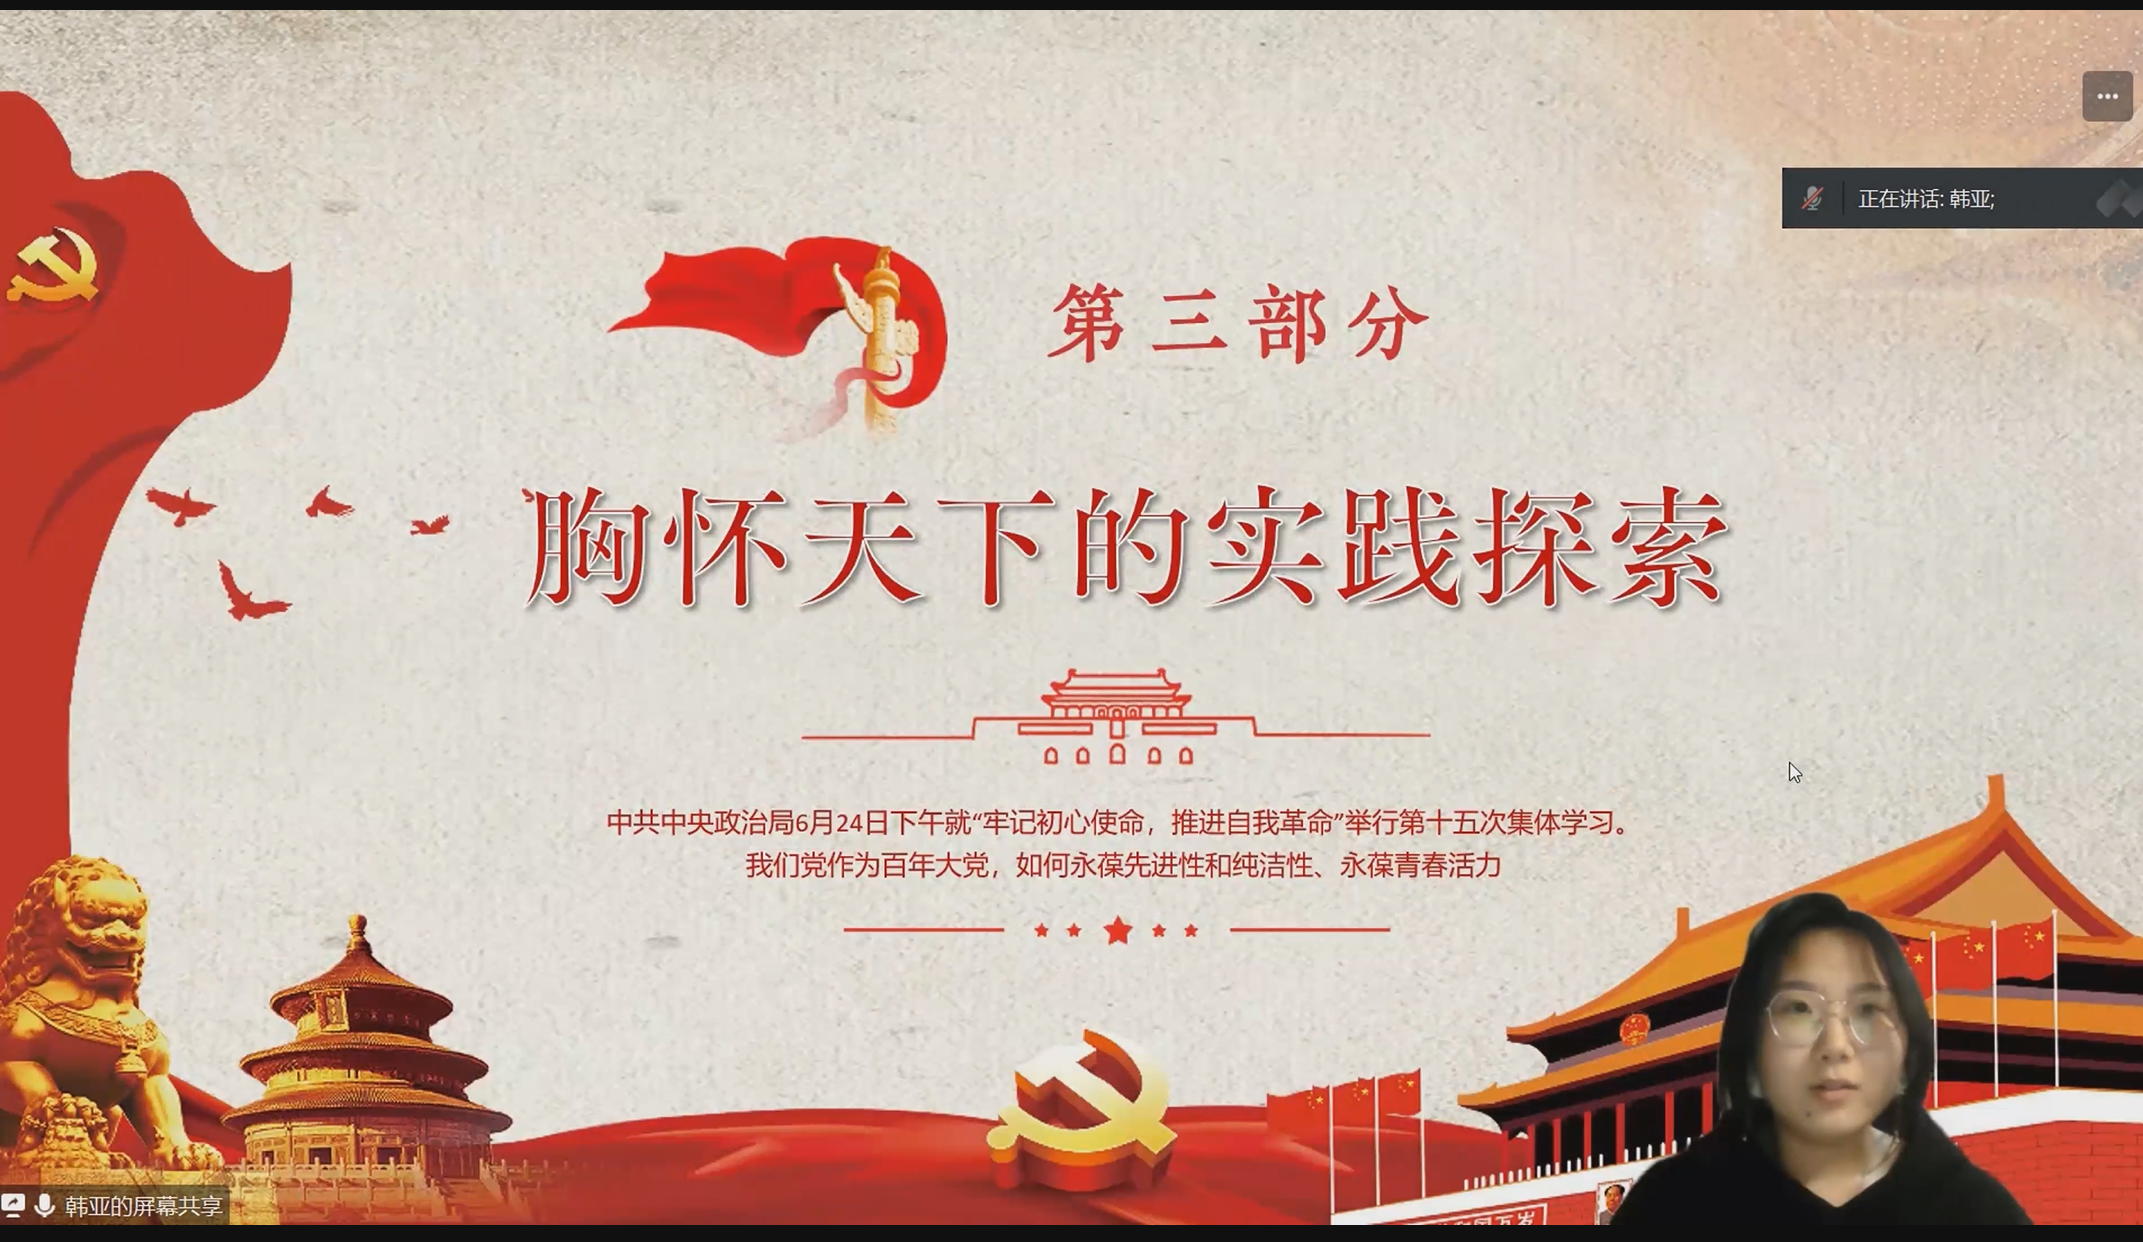 正在讲话: 韩亚;
第三部分
胸怀天下的实践探索
中共中央政治局6月24日下午就“牢记初心使命，推进自我革命”举行第十五次集体学习。
我们党作为百年大党，如何永葆先进性和纯洁性、永葆青春活力
韩亚的屏幕共享